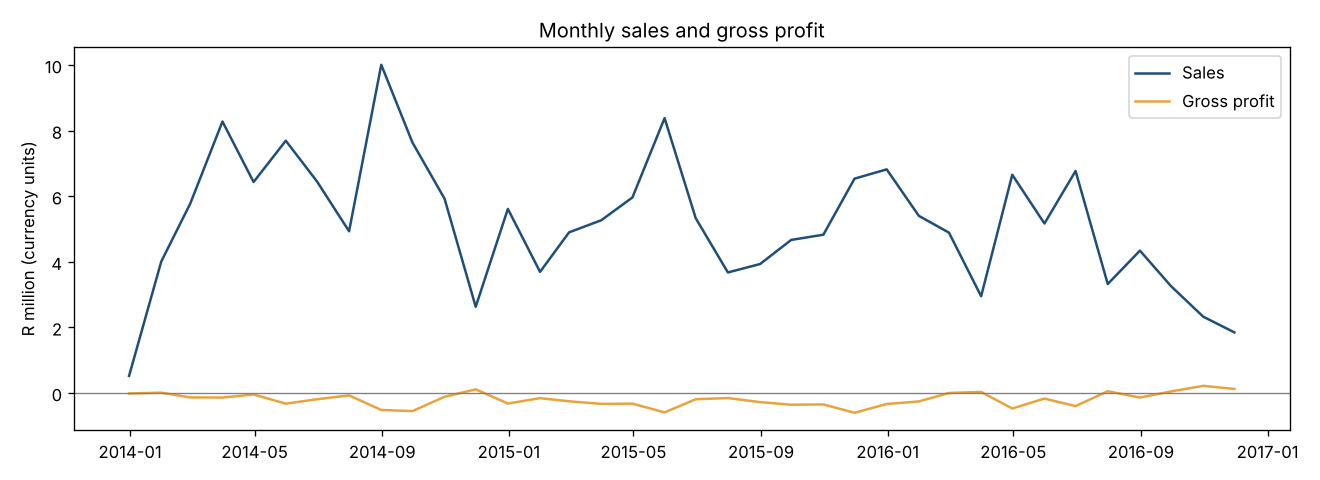 Monthly sales and gross profit
R million (currency units)
10
8
6
4
2
0
Sales
Gross profit
2014-01 2014-05 2014-09 2015-01 2015-05 2015-09 2016-01 2016-05 2016-09 2017-01